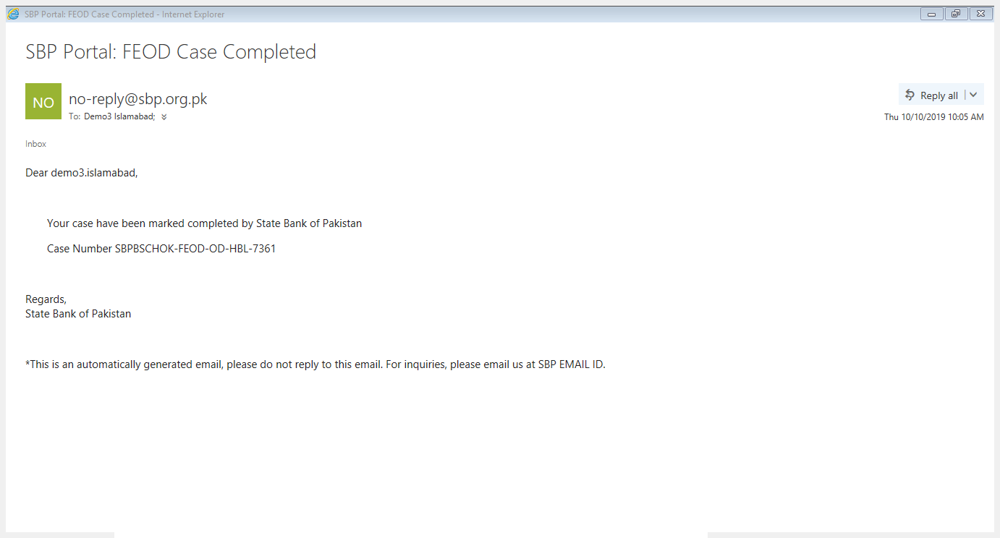 SBP Portal: FEOD Case Completed - Internet Explorer
SBP Portal: FEOD Case Completed
NO
no-reply@sbp.org.pk
Reply all
To: Demo3 Islamabad;
Thu 10/10/2019 10:05 AM
Inbox
Dear demo3.islamabad,
Your case have been marked completed by State Bank of Pakistan
Case Number SBPBSCHOK-FEOD-OD-HBL-7361
Regards,
State Bank of Pakistan
*This is an automatically generated email, please do not reply to this email. For inquiries, please email us at SBP EMAIL ID.